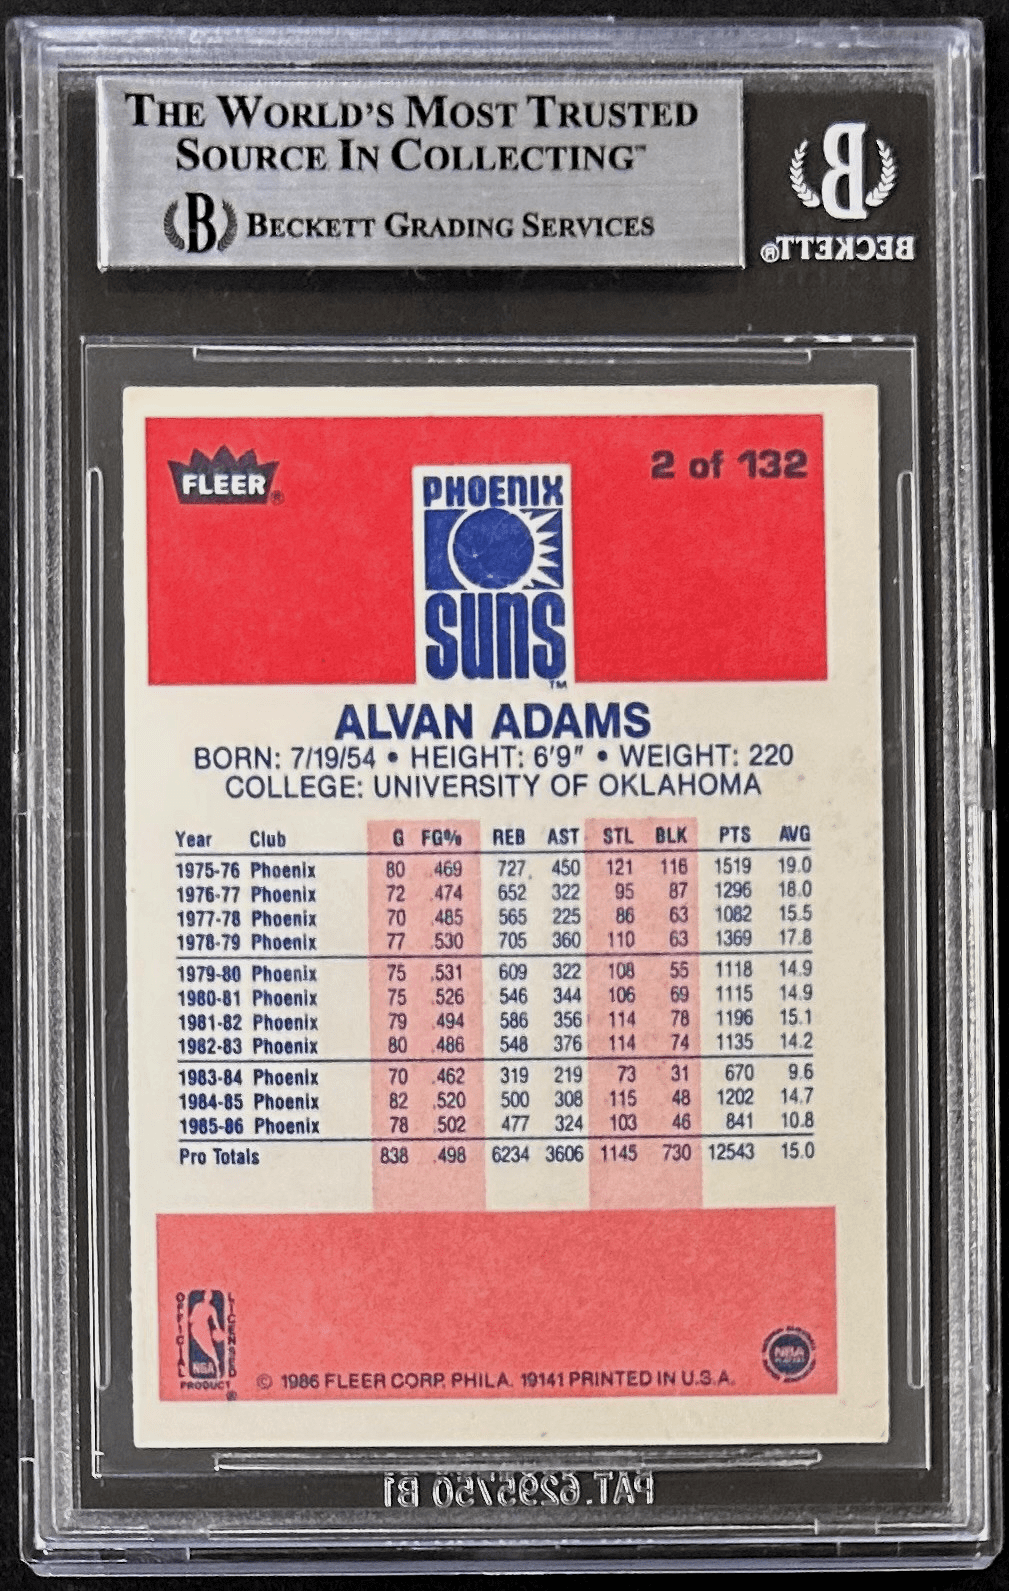 THE WORLD'S MOST TRUSTED
SOURCE IN COLLECTING™
B BECKETT GRADING SERVICES
B
BECKETT®
FLEER®
2 of 132
PHOENIX
SUNS
TM
ALVAN ADAMS
BORN: 7/19/54 • HEIGHT: 6'9" • WEIGHT: 220
COLLEGE: UNIVERSITY OF OKLAHOMA
Year Club G FG% REB AST STL BLK PTS AVG
1975-76 Phoenix 80 .469 727 450 121 116 1519 19.0
1976-77 Phoenix 72 .474 652 322 95 87 1296 18.0
1977-78 Phoenix 70 .485 565 225 86 63 1082 15.5
1978-79 Phoenix 77 .530 705 360 110 63 1369 17.8
1979-80 Phoenix 75 .531 609 322 108 55 1118 14.9
1980-81 Phoenix 75 .526 546 344 106 69 1115 14.9
1981-82 Phoenix 79 .494 586 356 114 78 1196 15.1
1982-83 Phoenix 80 .486 548 376 114 74 1135 14.2
1983-84 Phoenix 70 .462 319 219 73 31 670 9.6
1984-85 Phoenix 82 .520 500 308 115 48 1202 14.7
1985-86 Phoenix 78 .502 477 324 103 46 841 10.8
Pro Totals 838 .498 6234 3606 1145 730 12543 15.0
OFFICIAL
LICENSED
NBA
PRODUCT®
© 1986 FLEER CORP. PHILA. 19141 PRINTED IN U.S.A.
NBA
PAT. 6295750 B1